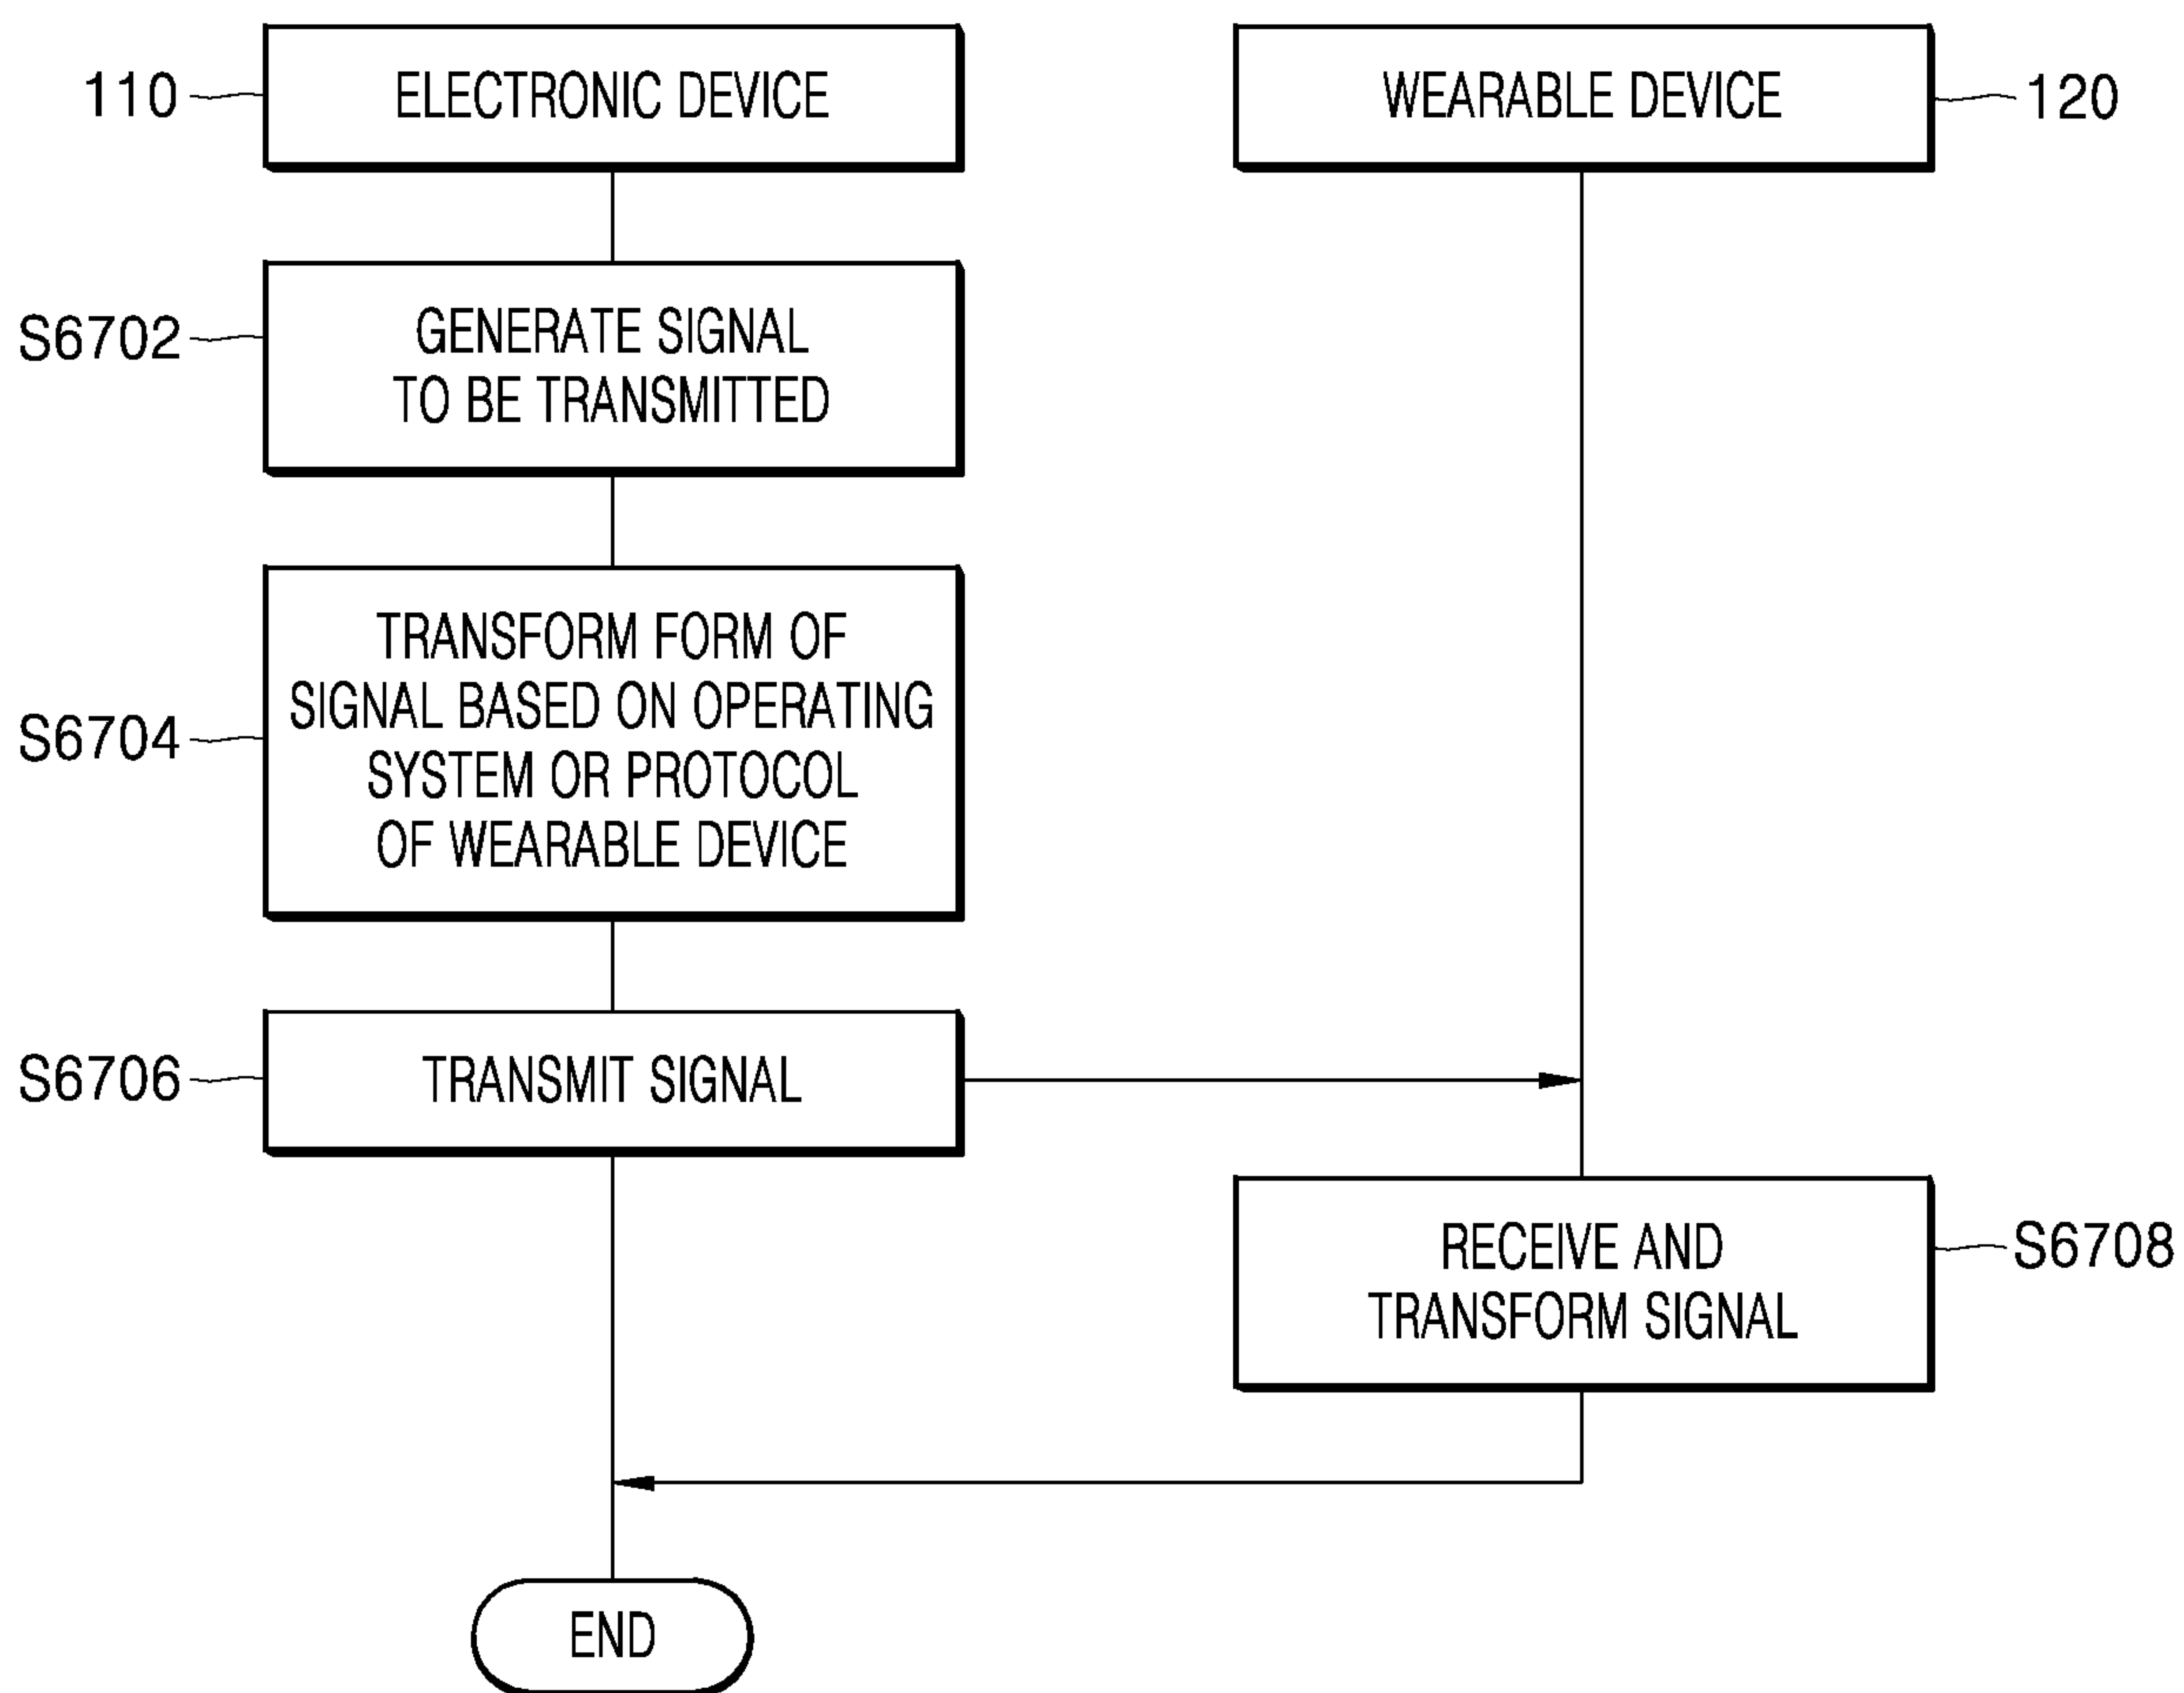 110
ELECTRONIC DEVICE
WEARABLE DEVICE
120
S6702
GENERATE SIGNAL
TO BE TRANSMITTED
S6704
TRANSFORM FORM OF
SIGNAL BASED ON OPERATING
SYSTEM OR PROTOCOL
OF WEARABLE DEVICE
S6706
TRANSMIT SIGNAL
RECEIVE AND
TRANSFORM SIGNAL
S6708
END